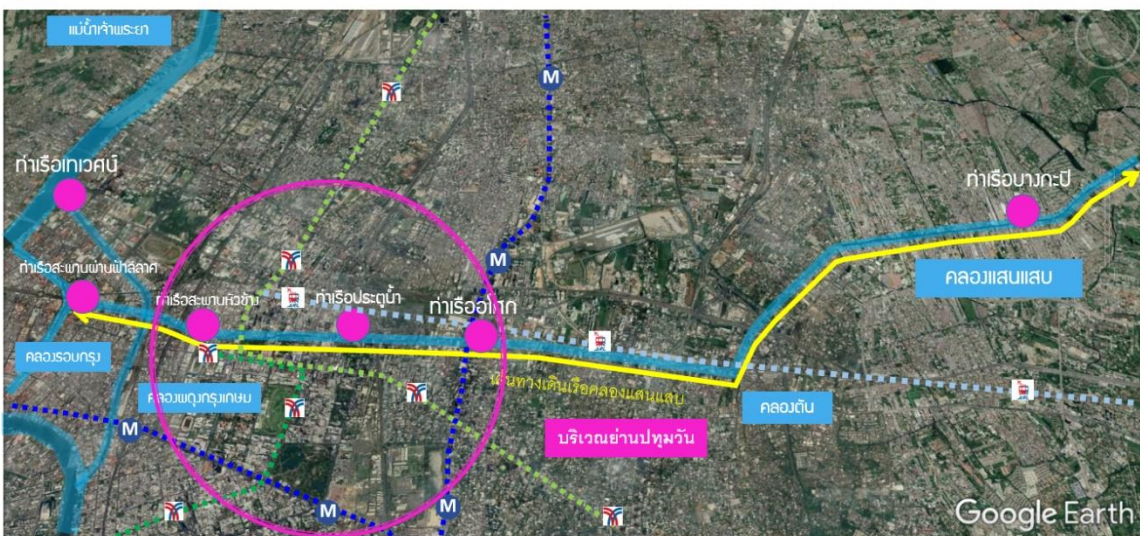 แม่น้ำเจ้าพระยา
M
ท่าเรือเทเวศน์
ท่าเรือบางกะปิ
ท่าเรือสะพานผ่านฟ้าลีลาศ
M
คลองแสนแสบ
ท่าเรือสะพานหัวช้าง
ท่าเรือประตูน้ำ
ท่าเรืออโศก
คลองรอบกรุง
คลองผดุงกรุงเกษม
เส้นทางเดินเรือคลองแสนแสบ
คลองตัน
M
บริเวณย่านปทุมวัน
M
M
Google Earth